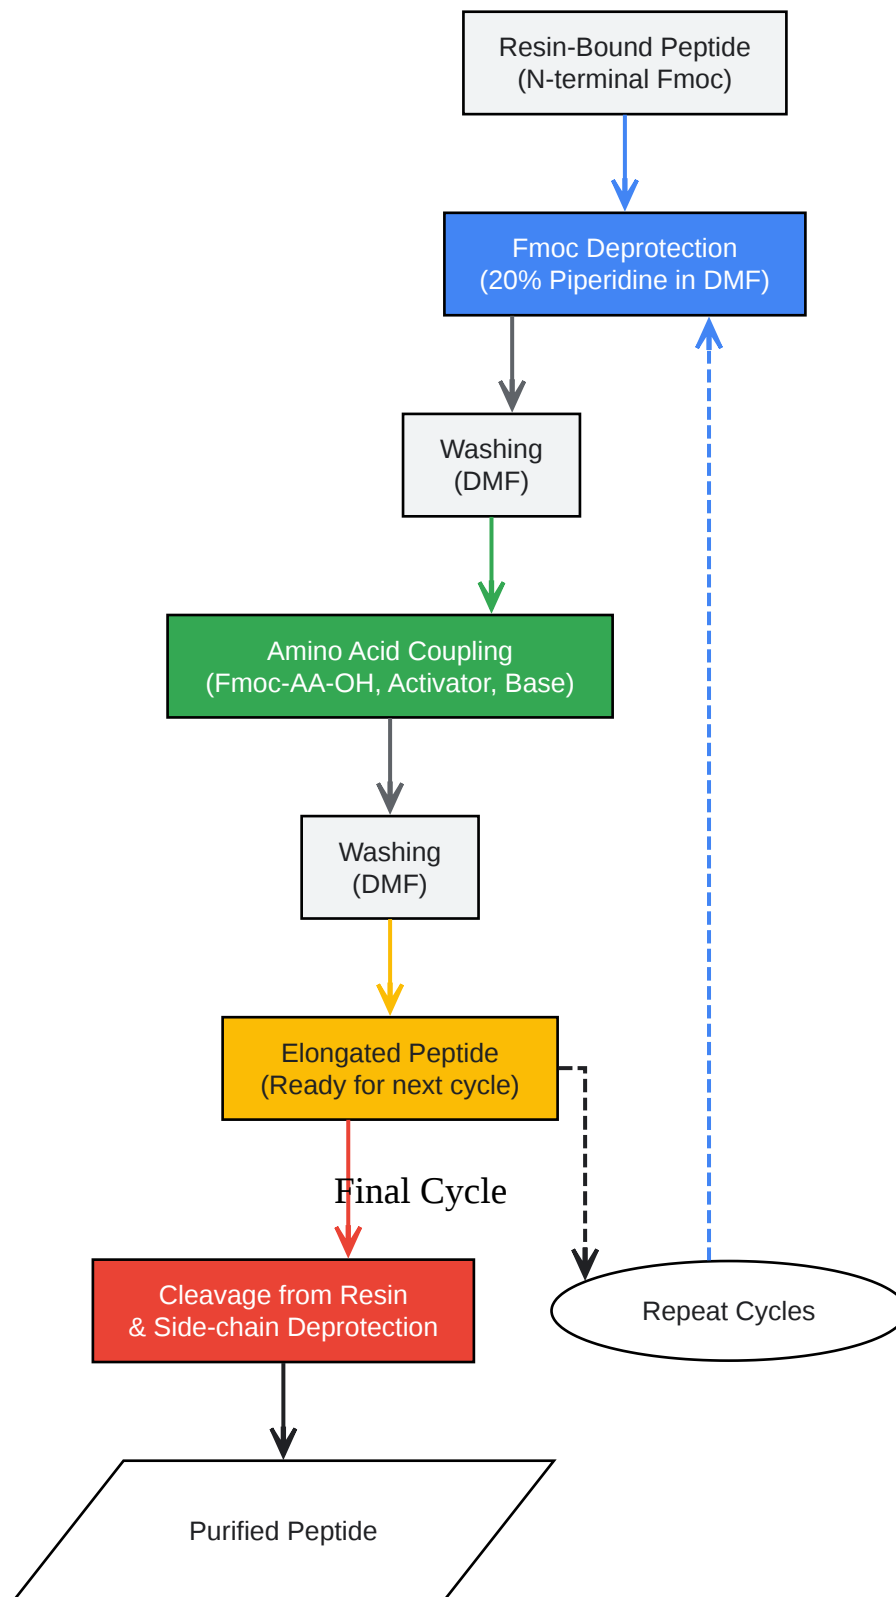 Resin-Bound Peptide
(N-terminal Fmoc)
Fmoc Deprotection
(20% Piperidine in DMF)
Washing
(DMF)
Amino Acid Coupling
(Fmoc-AA-OH, Activator, Base)
Washing
(DMF)
Elongated Peptide
(Ready for next cycle)
Final Cycle
Cleavage from Resin
& Side-chain Deprotection
Repeat Cycles
Purified Peptide